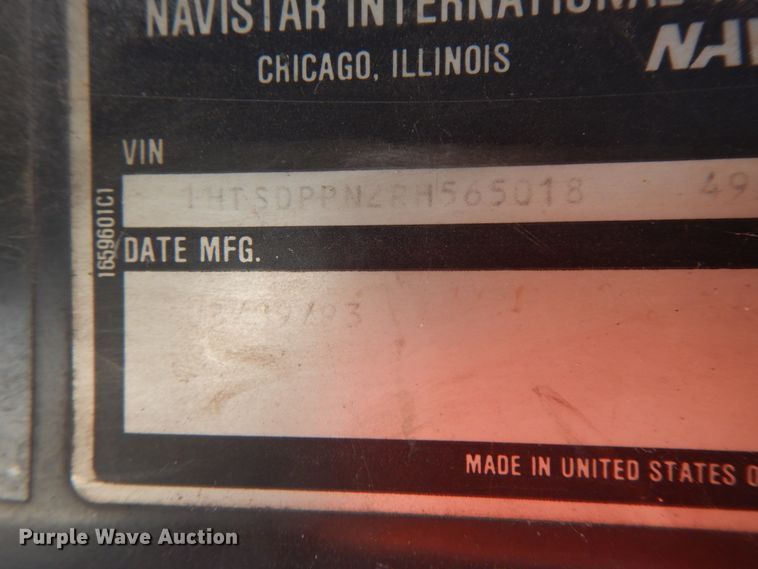 NAVISTAR INTERNATIONAL
CHICAGO, ILLINOIS
NAV
VIN
1HTSDPPN2RH565018 49
1659601C1
DATE MFG.
MADE IN UNITED STATES O
Purple Wave Auction